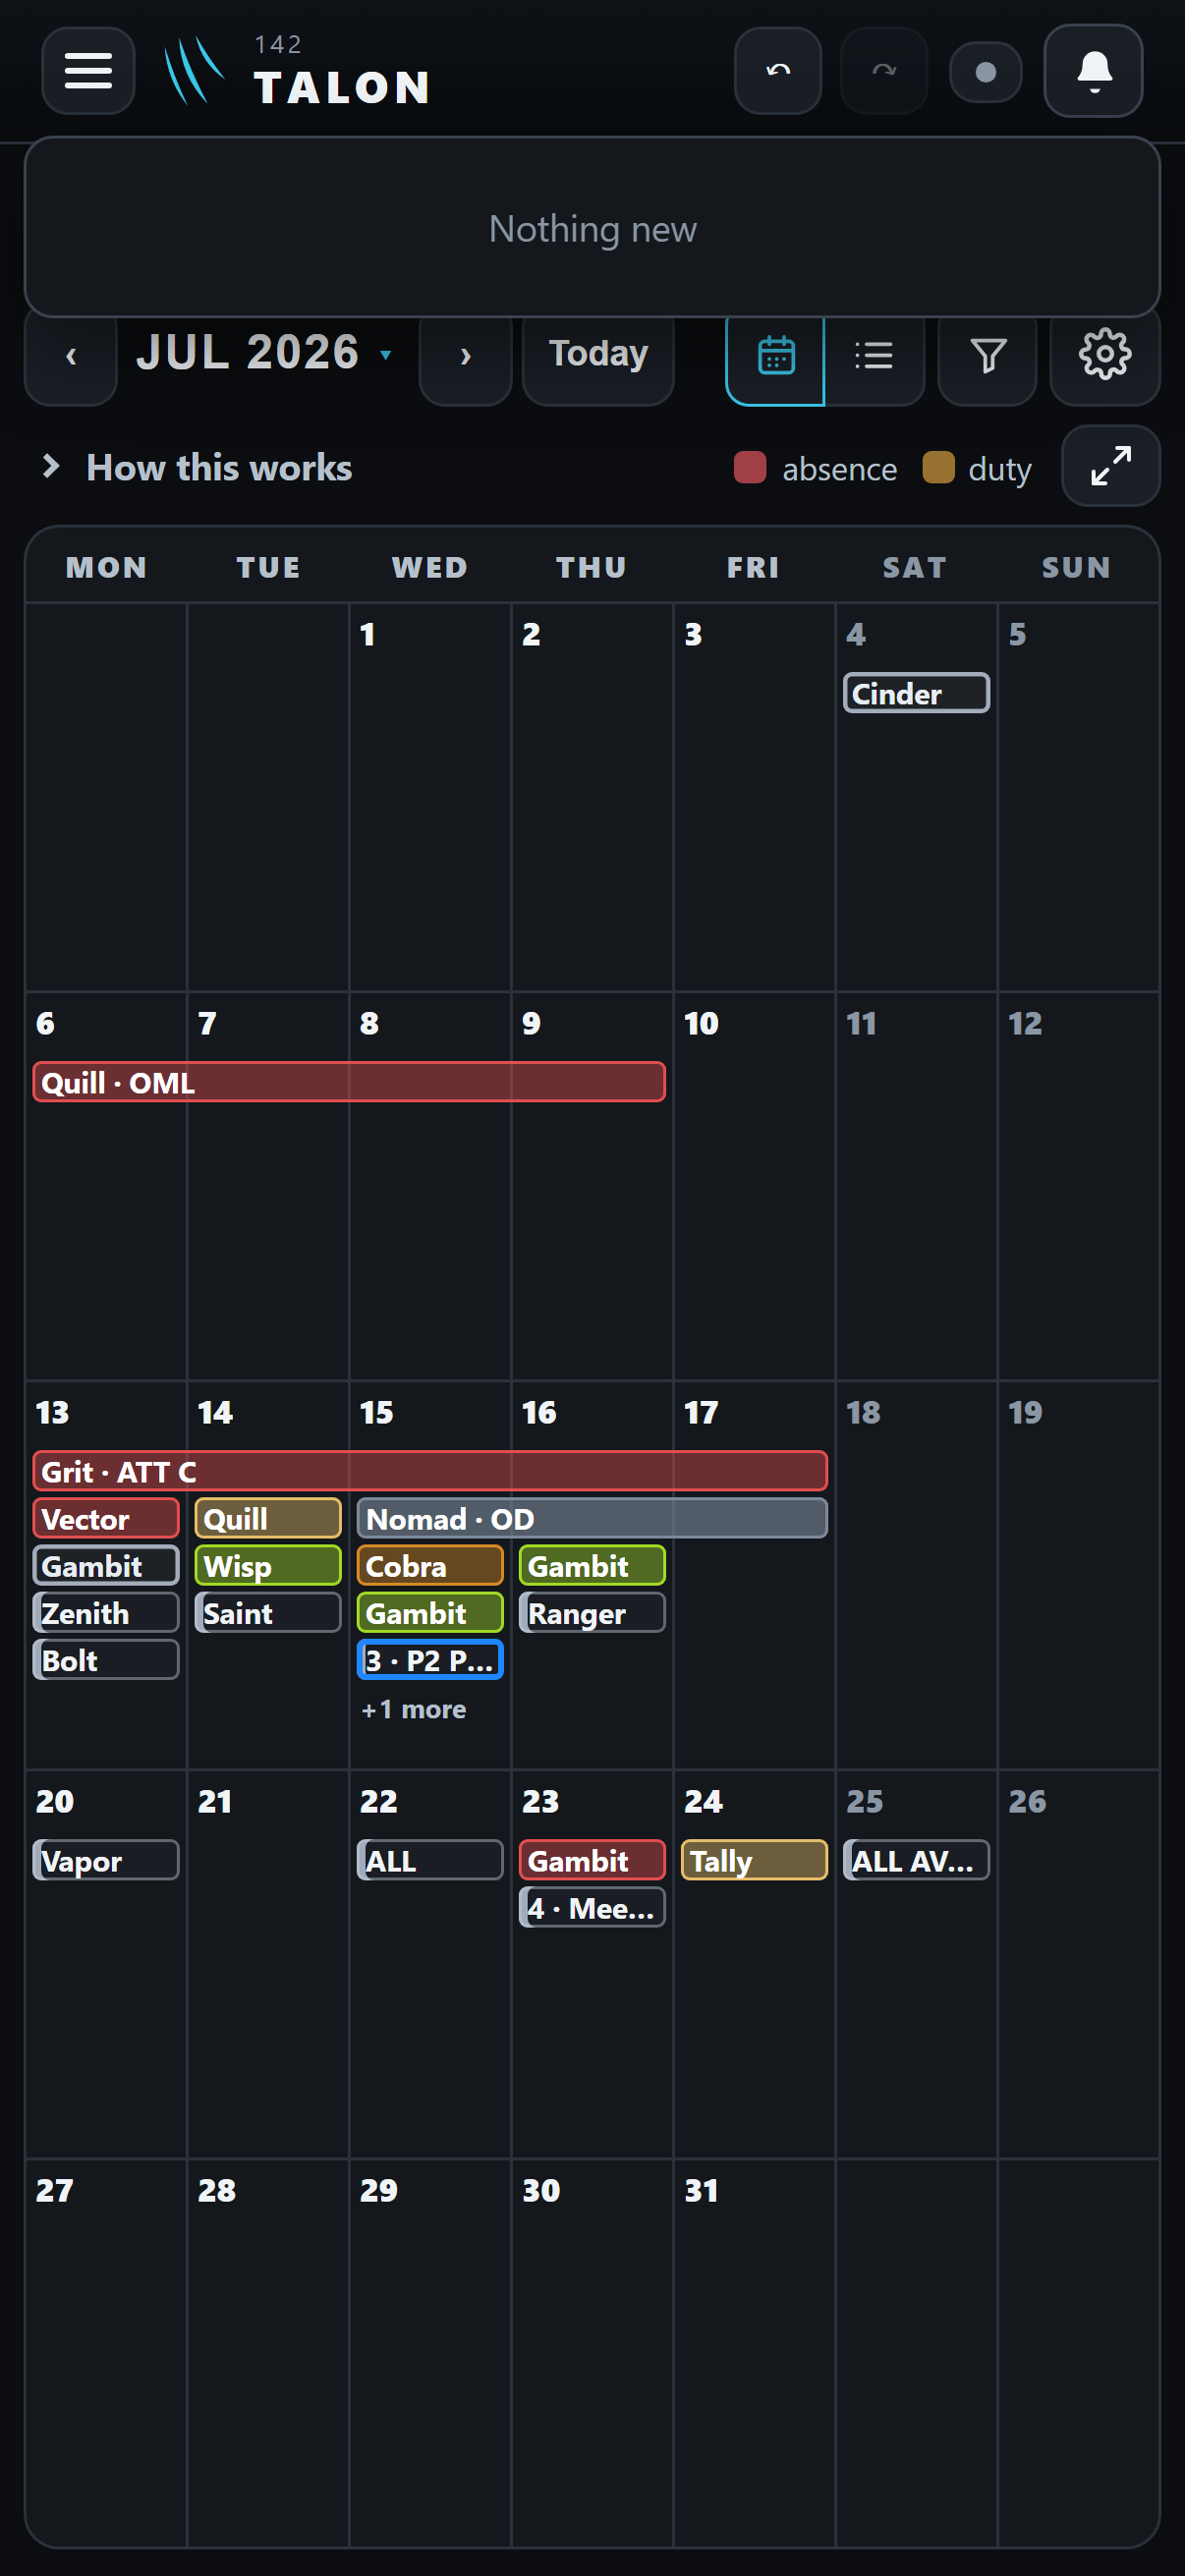 142
TALON
Nothing new
‹ JUL 2026 ▾ › Today
How this works
absence duty
MON TUE WED THU FRI SAT SUN
1 2 3 4 5
Cinder
6 7 8 9 10 11 12
Quill · OML
13 14 15 16 17 18 19
Grit · ATT C
Vector Quill Nomad · OD
Gambit Wisp Cobra Gambit
Zenith Saint Gambit Ranger
Bolt 3 · P2 P...
+1 more
20 21 22 23 24 25 26
Vapor ALL Gambit Tally ALL AV...
4 · Mee...
27 28 29 30 31